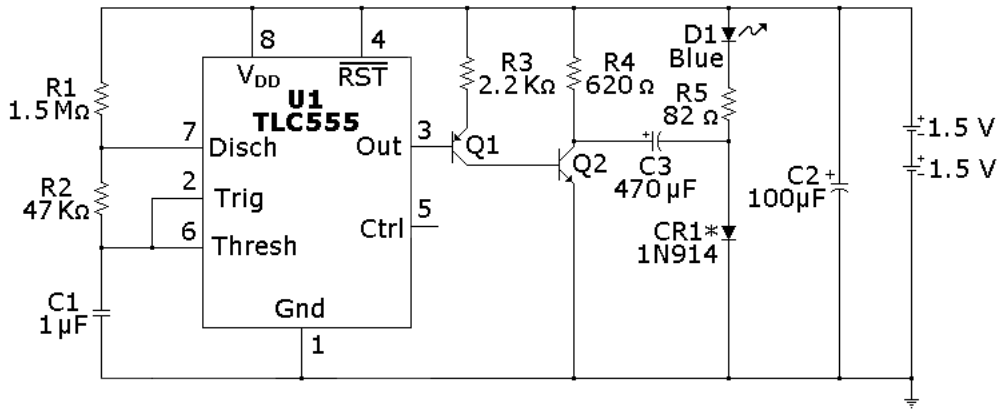 8
4
VDD
RST
U1
TLC555
R1
1.5 MΩ
7
Disch
Out
3
R2
47 KΩ
2
Trig
6
Thresh
Ctrl
5
C1
1 µF
Gnd
1
R3
2.2 KΩ
Q1
R4
620 Ω
Q2
D1
Blue
R5
82 Ω
+
C3
470 µF
CR1*
1N914
C2
+
100µF
+
-
1.5 V
+
-
1.5 V